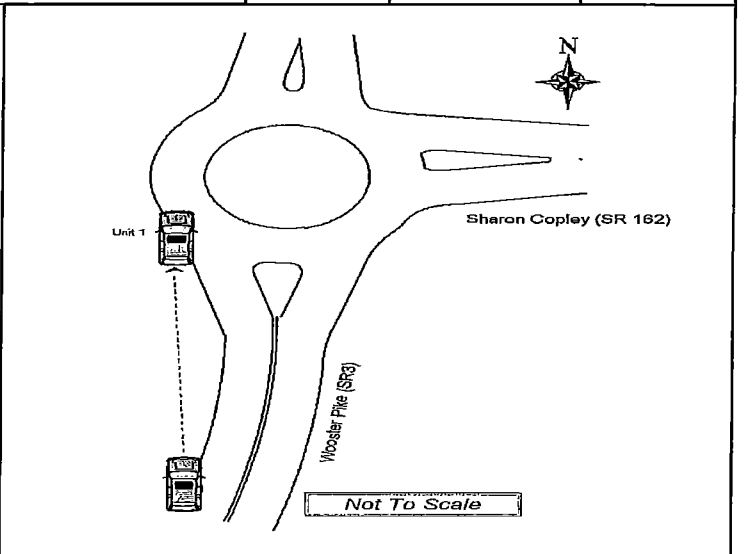 N
Unit 1
Sharon Copley (SR 162)
Wooster Pike (SR3)
Not To Scale